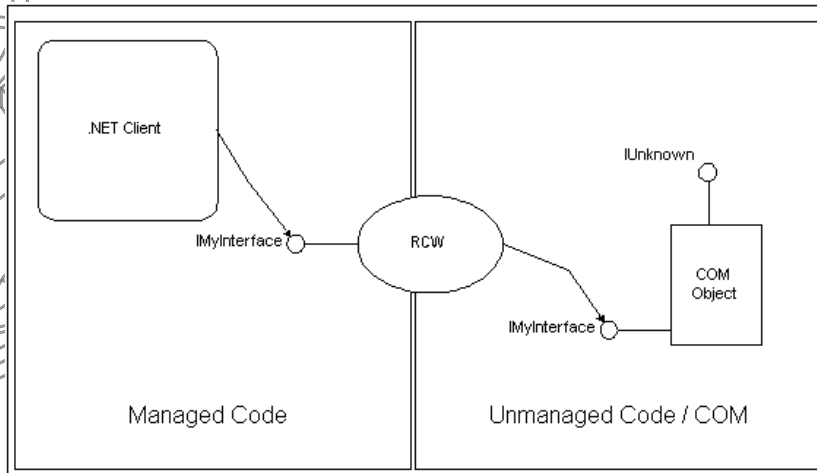 .NET Client
IUnknown
IMyInterface
RCW
COM
Object
IMyInterface
Managed Code
Unmanaged Code / COM